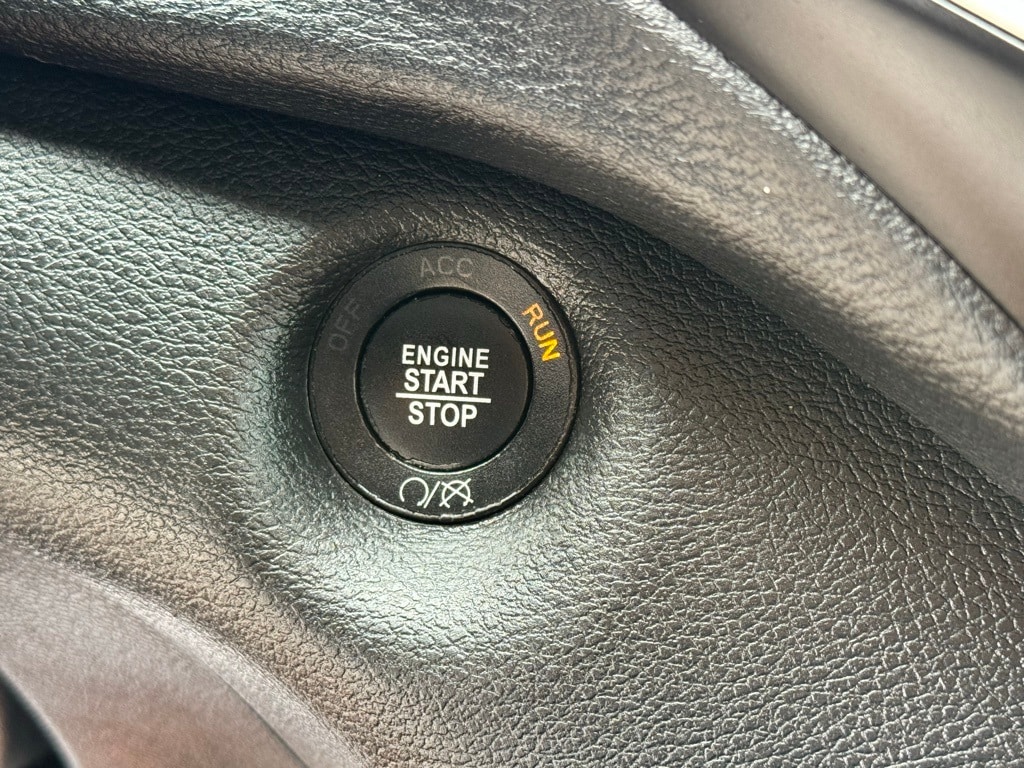 ACC
OFF
RUN
ENGINE
START
STOP